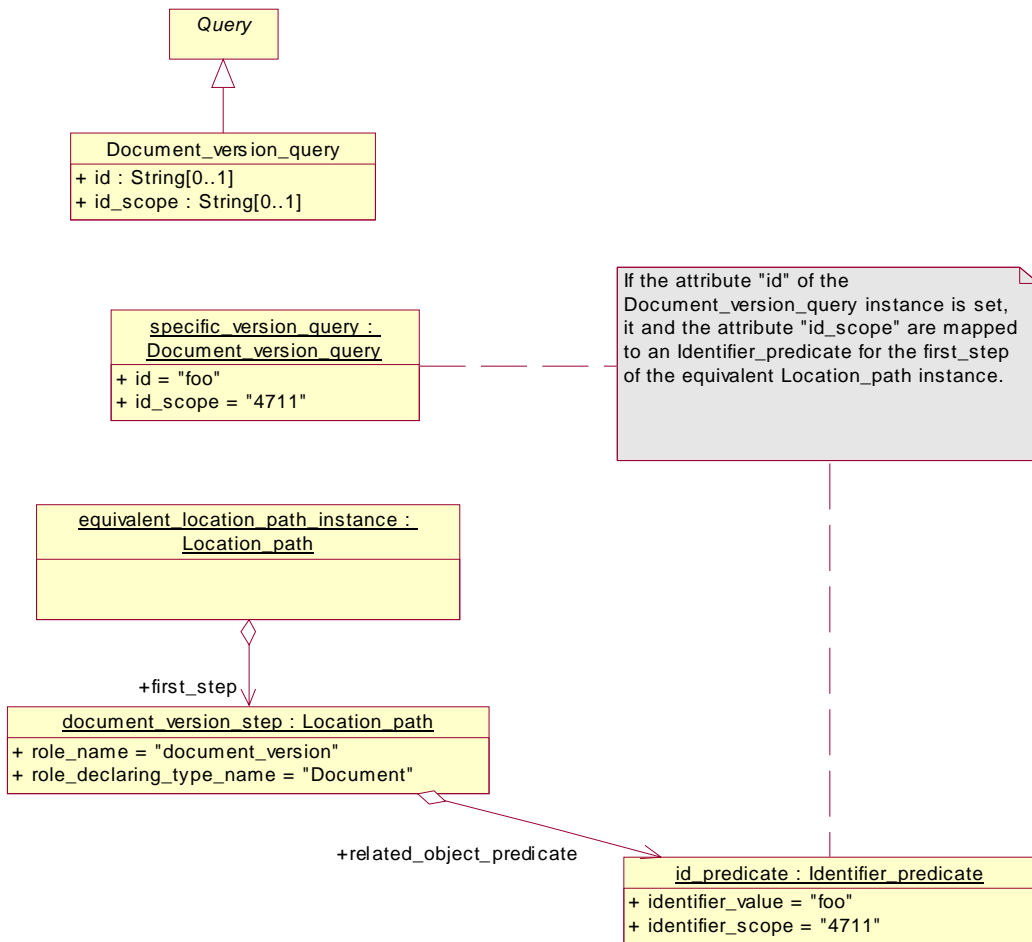 Query
Document_version_query
+ id : String[0..1]
+ id_scope : String[0..1]
If the attribute "id" of the
Document_version_query instance is set,
it and the attribute "id_scope" are mapped
to an Identifier_predicate for the first_step
of the equivalent Location_path instance.
specific_version_query :
Document_version_query
+ id = "foo"
+ id_scope = "4711"
equivalent_location_path_instance :
Location_path
+first_step
document_version_step : Location_path
+ role_name = "document_version"
+ role_declaring_type_name = "Document"
+related_object_predicate
id_predicate : Identifier_predicate
+ identifier_value = "foo"
+ identifier_scope = "4711"